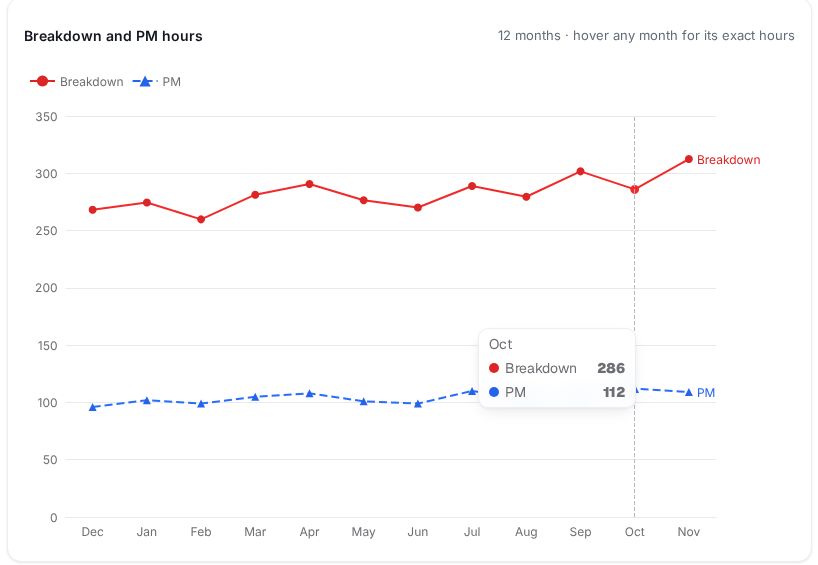 Breakdown and PM hours
12 months · hover any month for its exact hours
Breakdown PM
350
300
250
200
150
100
50
0
Breakdown
PM
Oct
Breakdown 286
PM 112
Dec Jan Feb Mar Apr May Jun Jul Aug Sep Oct Nov